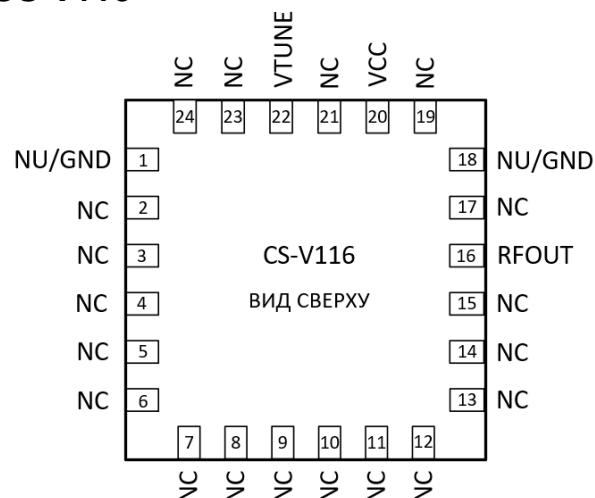 NC NC VTUNE NC VCC NC
24 23 22 21 20 19
NU/GND 1 18 NU/GND
NC 2 17 NC
NC 3 CS-V116 16 RFOUT
NC 4 ВИД СВЕРХУ 15 NC
NC 5 14 NC
NC 6 13 NC
7 8 9 10 11 12
NC NC NC NC NC NC